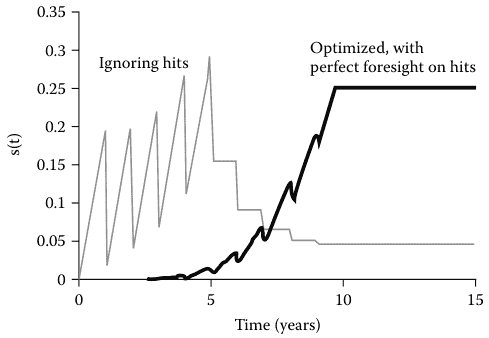 0.35
0.3
Ignoring hits
Optimized, with
perfect foresight on hits
0.25
0.2
s(t)
0.15
0.1
0.05
0
0 5 10 15
Time (years)